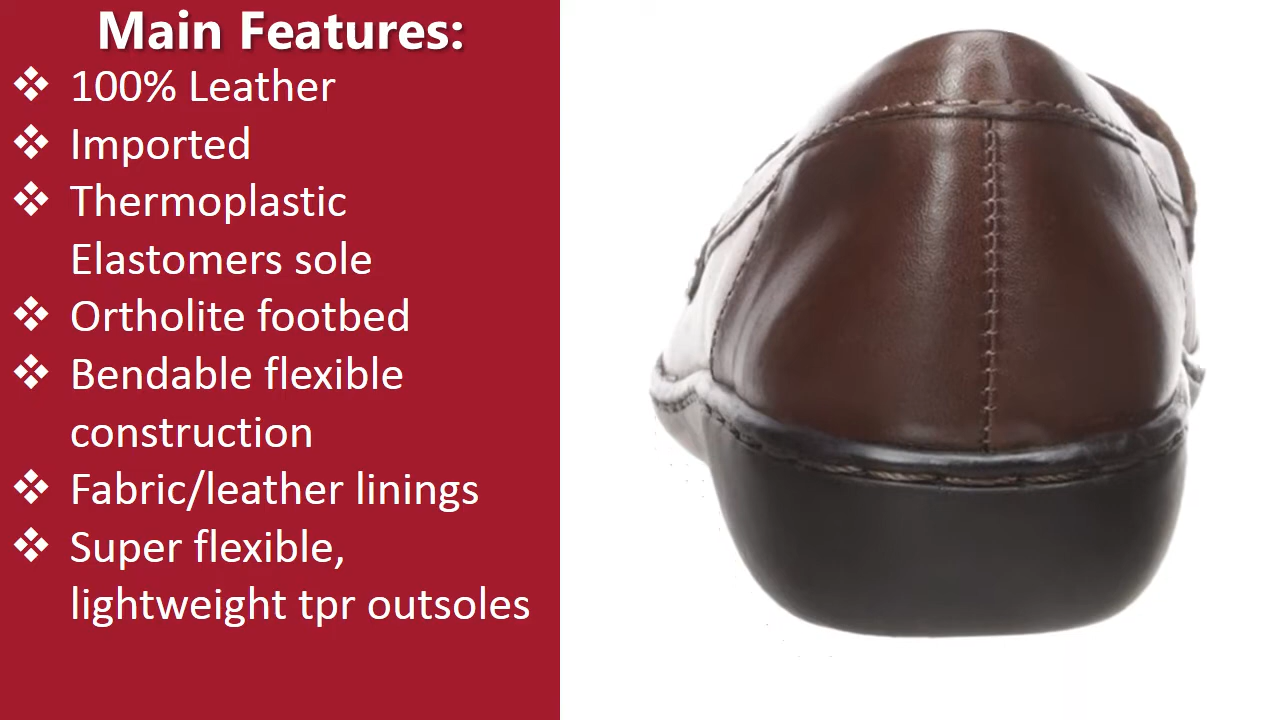 Main Features:
❖ 100% Leather
❖ Imported
❖ Thermoplastic
Elastomers sole
❖ Ortholite footbed
❖ Bendable flexible
construction
❖ Fabric/leather linings
❖ Super flexible,
lightweight tpr outsoles